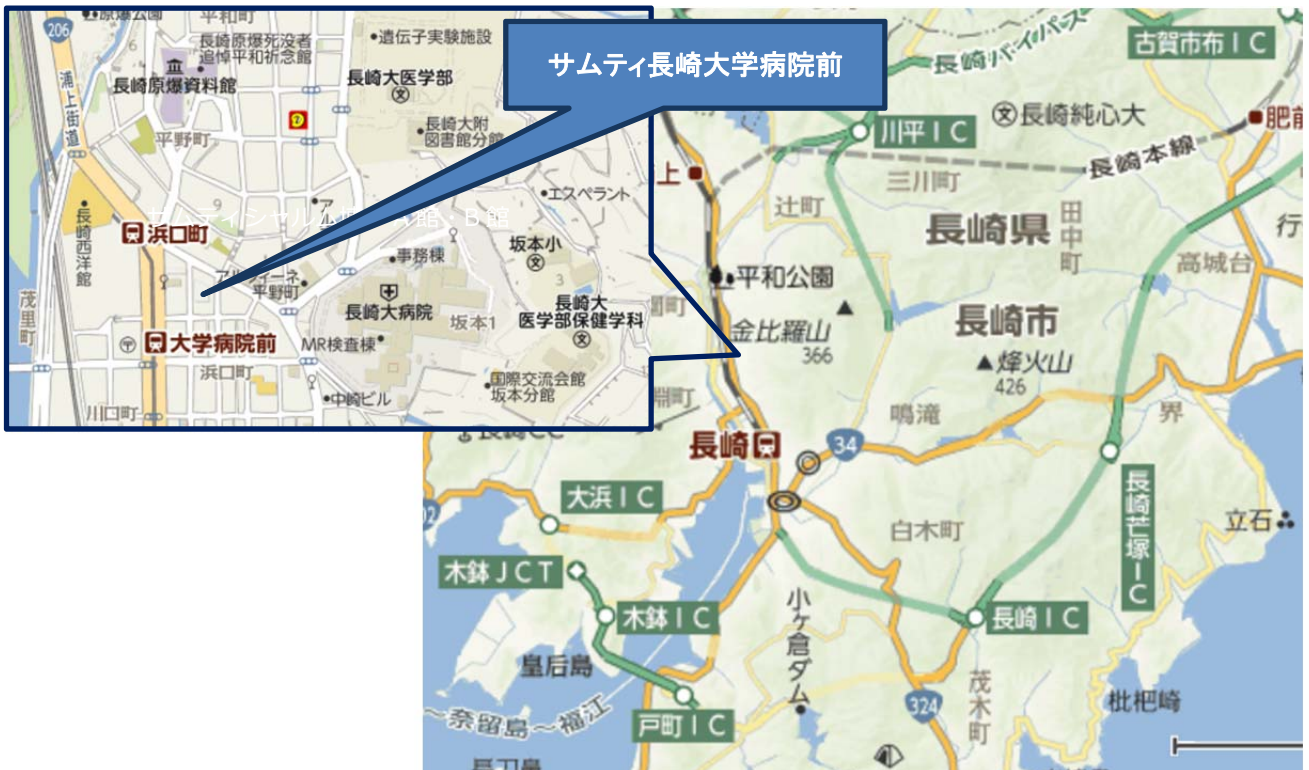 サムティ長崎大学病院前
206
原爆公園
平和町
浦上街道
長崎原爆死没者
追悼平和祈念館
長崎原爆資料館
遺伝子実験施設
長崎大医学部
長崎大附
図書館分館
平野町
エスペラント
長崎西洋館
浜口町
事務棟
坂本小
平野町
長崎大病院
坂本1
長崎大
医学部保健学科
茂里町
大学病院前
MR検査棟
浜口町
国際交流会館
坂本分館
中崎ビル
川口町
6
9
3
長崎バイパス
古賀市布IC
川平IC
長崎純心大
肥前
長崎本線
上
三川町
辻町
長崎県
田中町
行
高城台
平和公園
金比羅山
366
長崎市
烽火山
426
鳴滝
界
長崎
34
大浜IC
白木町
長崎芒塚IC
立石
木鉢JCT
木鉢IC
小ヶ倉ダム
長崎IC
皇后島
茂木町
枇杷崎
324
～奈留島～福江
戸町IC